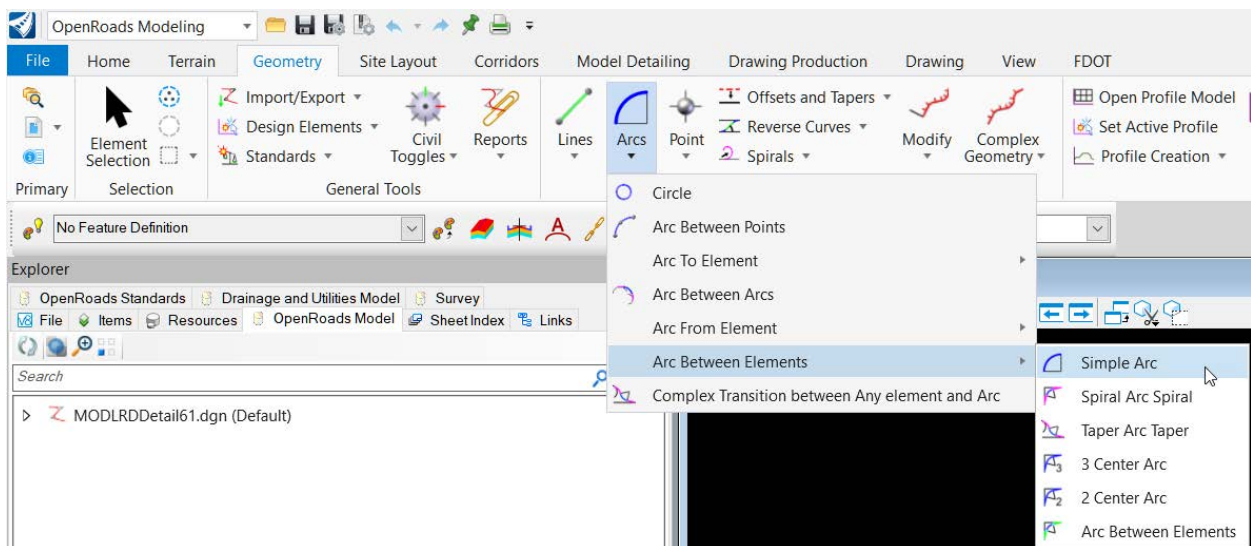 OpenRoads Modeling
File Home Terrain Geometry Site Layout Corridors Model Detailing Drawing Production Drawing View FDOT
Import/Export
Design Elements
Standards
Element
Selection
Civil
Toggles
Reports
Lines
Arcs
Point
Offsets and Tapers
Reverse Curves
Spirals
Modify
Complex
Geometry
Open Profile Model
Set Active Profile
Profile Creation
Primary Selection General Tools
No Feature Definition
Circle
Arc Between Points
Arc To Element
Arc Between Arcs
Arc From Element
Arc Between Elements
Complex Transition between Any element and Arc
Simple Arc
Spiral Arc Spiral
Taper Arc Taper
3 Center Arc
2 Center Arc
Arc Between Elements
Explorer
OpenRoads Standards Drainage and Utilities Model Survey
File Items Resources OpenRoads Model Sheet Index Links
Search
MODLRDDetail61.dgn (Default)